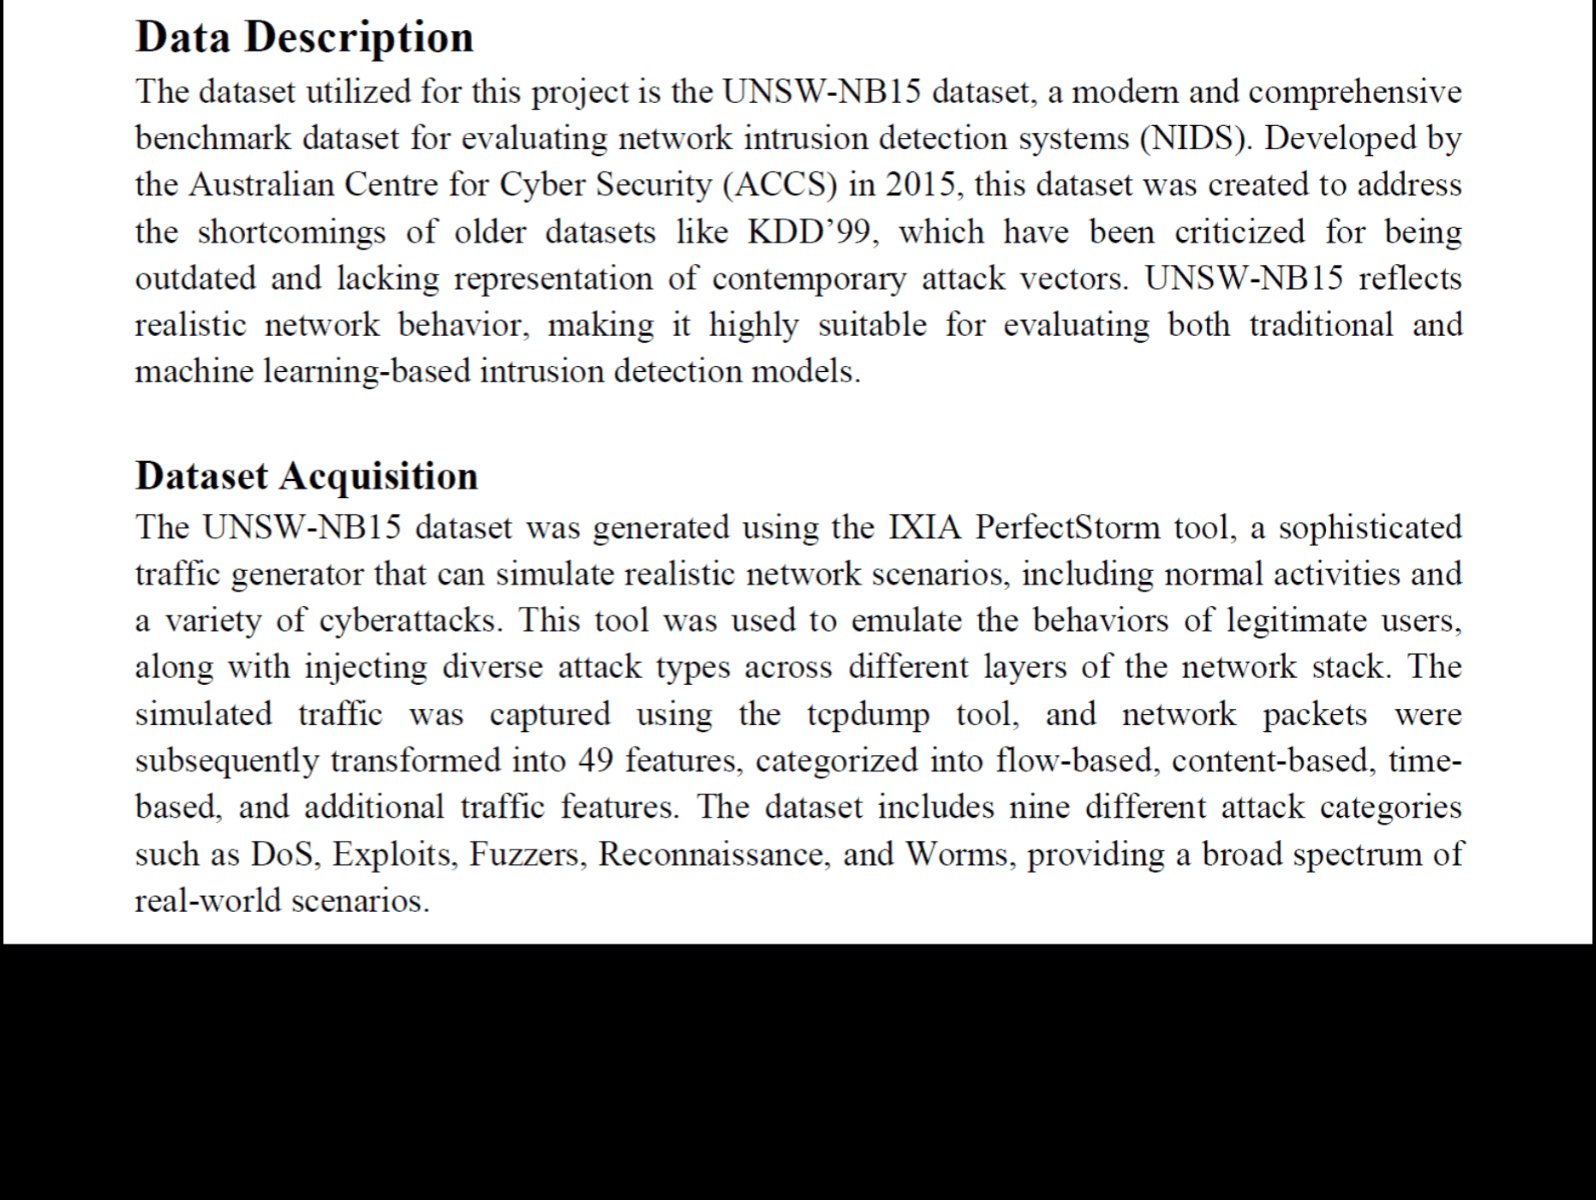 Data Description
The dataset utilized for this project is the UNSW-NB15 dataset, a modern and comprehensive
benchmark dataset for evaluating network intrusion detection systems (NIDS). Developed by
the Australian Centre for Cyber Security (ACCS) in 2015, this dataset was created to address
the shortcomings of older datasets like KDD’99, which have been criticized for being
outdated and lacking representation of contemporary attack vectors. UNSW-NB15 reflects
realistic network behavior, making it highly suitable for evaluating both traditional and
machine learning-based intrusion detection models.
Dataset Acquisition
The UNSW-NB15 dataset was generated using the IXIA PerfectStorm tool, a sophisticated
traffic generator that can simulate realistic network scenarios, including normal activities and
a variety of cyberattacks. This tool was used to emulate the behaviors of legitimate users,
along with injecting diverse attack types across different layers of the network stack. The
simulated traffic was captured using the tcpdump tool, and network packets were
subsequently transformed into 49 features, categorized into flow-based, content-based, time-
based, and additional traffic features. The dataset includes nine different attack categories
such as DoS, Exploits, Fuzzers, Reconnaissance, and Worms, providing a broad spectrum of
real-world scenarios.